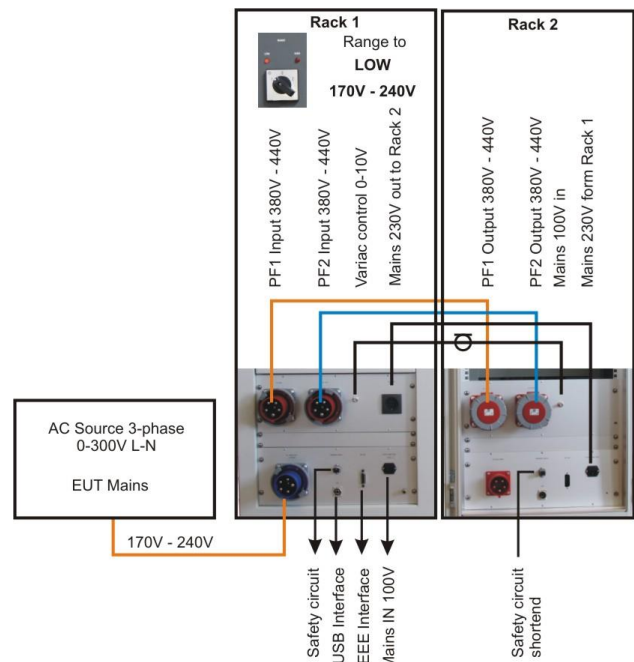 Rack 1
Range to
LOW
170V - 240V
PF1 Input 380V - 440V
PF2 Input 380V - 440V
Variac control 0-10V
Mains 230V out to Rack 2
Rack 2
PF1 Output 380V - 440V
PF2 Output 380V - 440V
Mains 100V in
Mains 230V form Rack 1
AC Source 3-phase
0-300V L-N
EUT Mains
170V - 240V
Safety circuit
USB Interface
EEE Interface
Mains IN 100V
Safety circuit
shortend